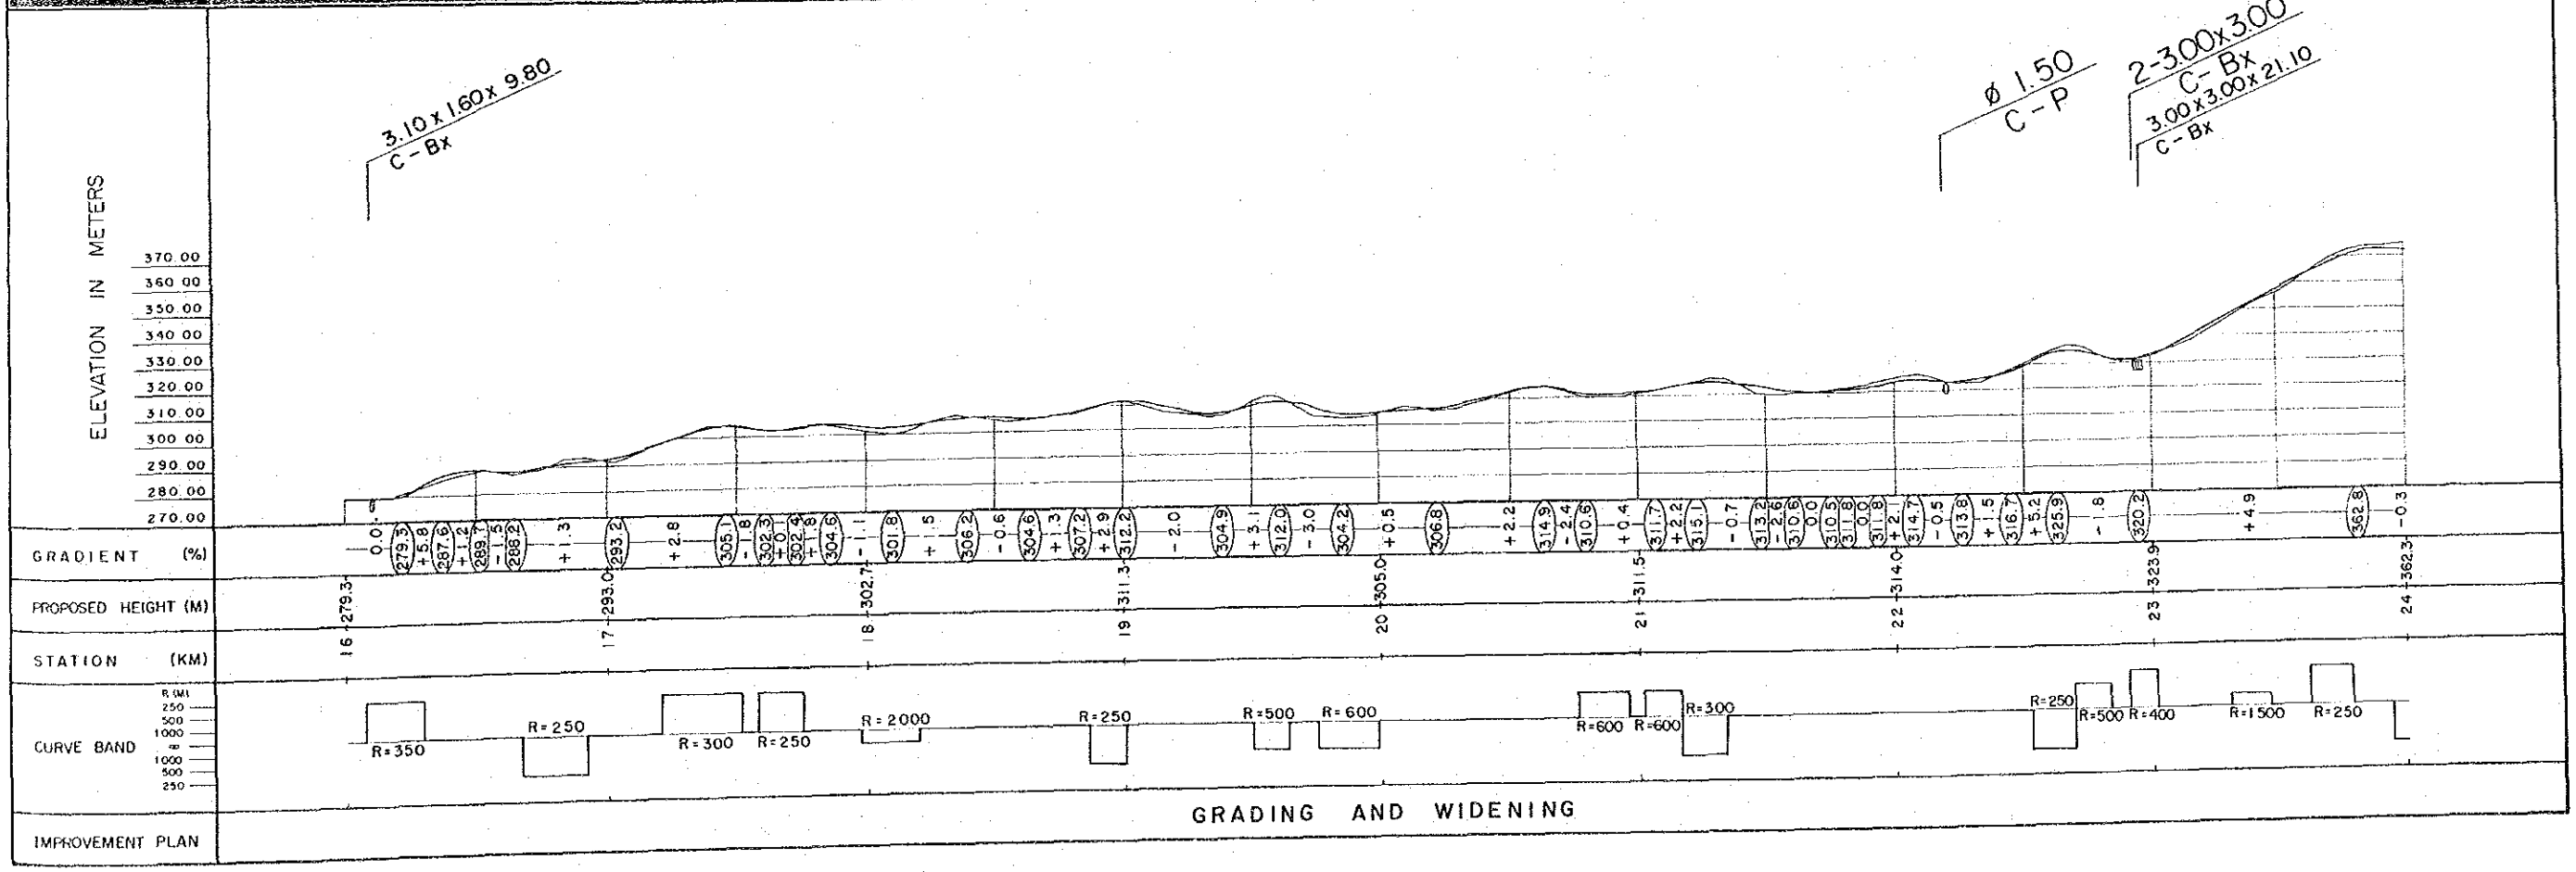 3.10 x 1.60 x 9.80
C-Bx
ø 1.50
C-P
2-3.00x3.00
C-Bx
3.00x3.00x21.10
C-Bx
ELEVATION IN METERS
370.00
360.00
350.00
340.00
330.00
320.00
310.00
300.00
290.00
280.00
270.00
GRADIENT (%)
0.0 279.3 +5.8 287.6 +1.2 289.1 -1.5 288.2 +1.3 293.2 +2.8 305.1 -1.8 302.3 +0.1 302.4 +.8 304.6 -1.1 301.8 +1.5 306.2 -0.6 304.6 +1.3 307.2 +2.9 312.2 -2.0 304.9 +3.1 312.0 -3.0 304.2 +0.5 306.8 +2.2 314.9 -2.4 310.6 +0.4 311.7 +2.2 315.1 -0.7 313.2 -2.6 310.6 0.0 310.5 311.8 0.0 311.8 +2.1 314.7 -0.5 313.8 +1.5 316.7 +5.2 325.9 -.8 320.2 +4.9 362.8 -0.3
PROPOSED HEIGHT (M)
279.3 293.0 302.7 311.3 305.0 311.5 314.0 323.9 362.3
STATION (KM)
16 17 18 19 20 21 22 23 24
CURVE BAND
R (M)
250
500
1000
∞
1000
500
250
R=350 R=250 R=300 R=250 R=2000 R=250 R=500 R=600 R=600 R=600 R=300 R=250 R=500 R=400 R=1500 R=250
IMPROVEMENT PLAN
GRADING AND WIDENING